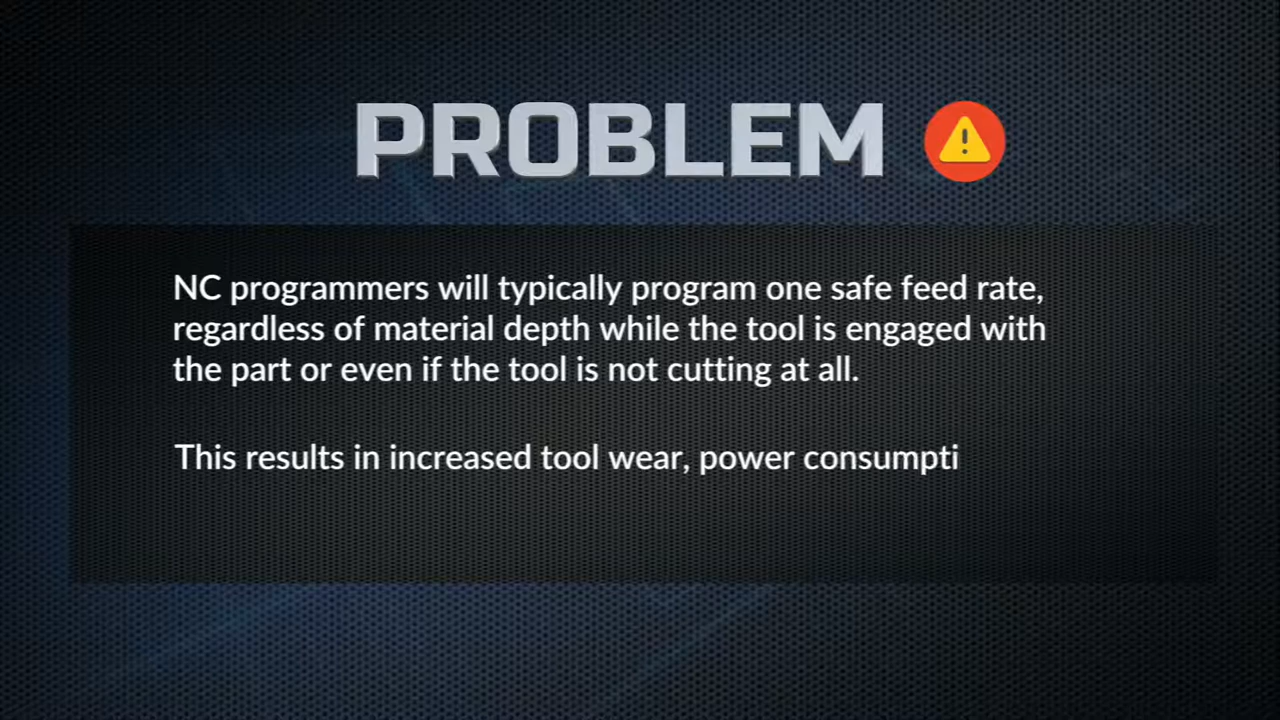 PROBLEM
NC programmers will typically program one safe feed rate,
regardless of material depth while the tool is engaged with
the part or even if the tool is not cutting at all.
This results in increased tool wear, power consumpti